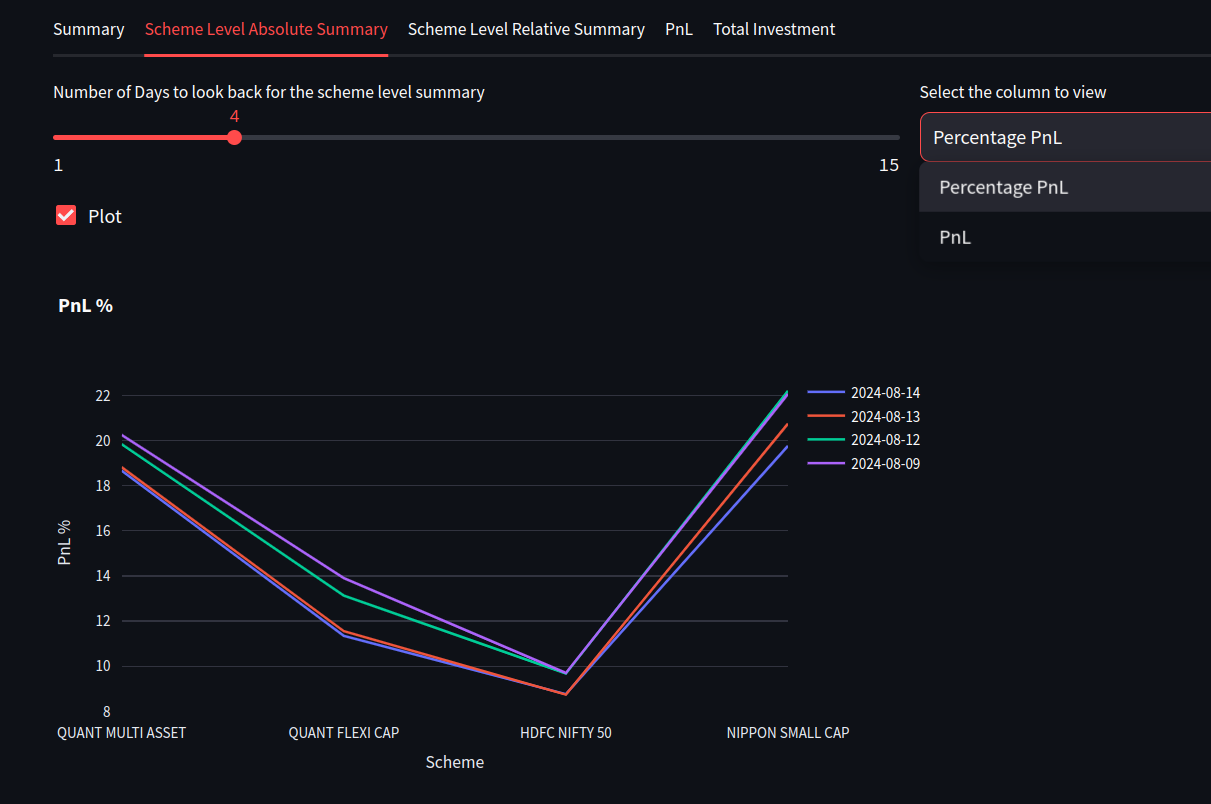 Summary Scheme Level Absolute Summary Scheme Level Relative Summary PnL Total Investment
Number of Days to look back for the scheme level summary
4
1 15
Select the column to view
Percentage PnL
Percentage PnL
PnL
Plot
PnL %
22
20
18
16
14
12
10
8
PnL %
QUANT MULTI ASSET QUANT FLEXI CAP HDFC NIFTY 50 NIPPON SMALL CAP
Scheme
2024-08-14
2024-08-13
2024-08-12
2024-08-09